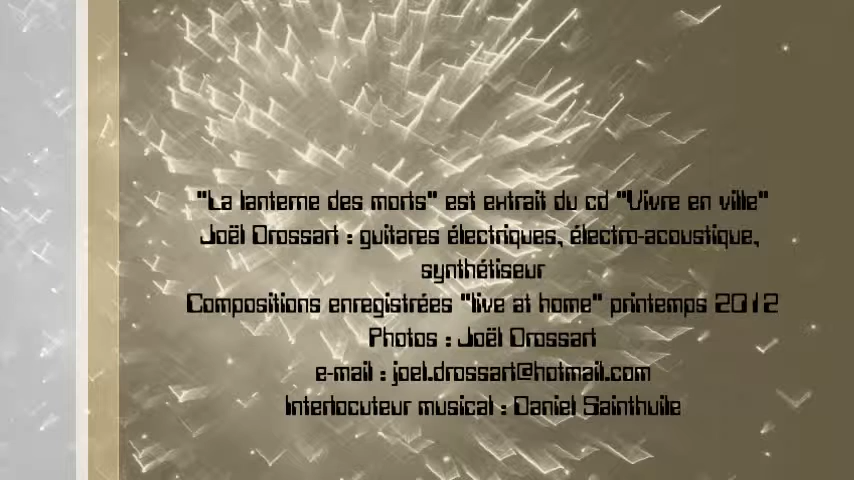 "La lanterne des morts" est extrait du cd "Vivre en ville"
Joël Drossart : guitares électriques, électro-acoustique,
synthétiseur
Compositions enregistrées "live at home" printemps 2012
Photos : Joël Drossart
e-mail : joel.drossart@hotmail.com
Interlocuteur musical : Daniel Sainthuile